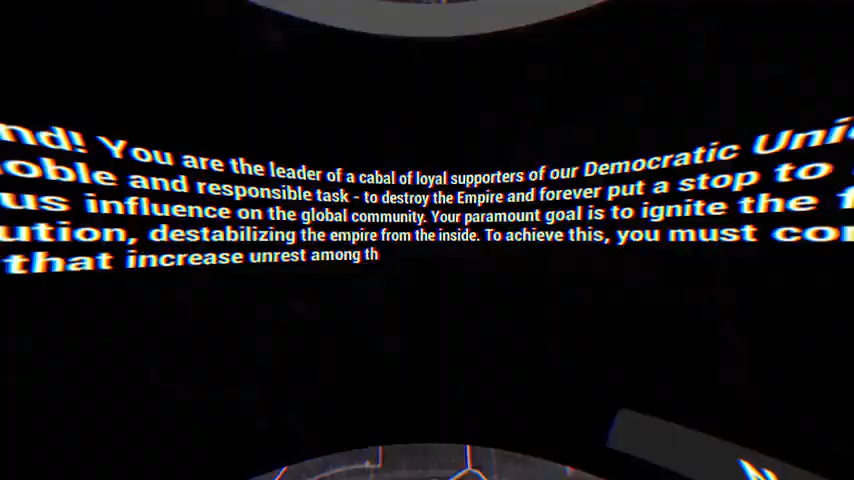 nd! You are the leader of a cabal of loyal supporters of our Democratic Uni
oble and responsible task - to destroy the Empire and forever put a stop to
us influence on the global community. Your paramount goal is to ignite the f
ution, destabilizing the empire from the inside. To achieve this, you must con
that increase unrest among th